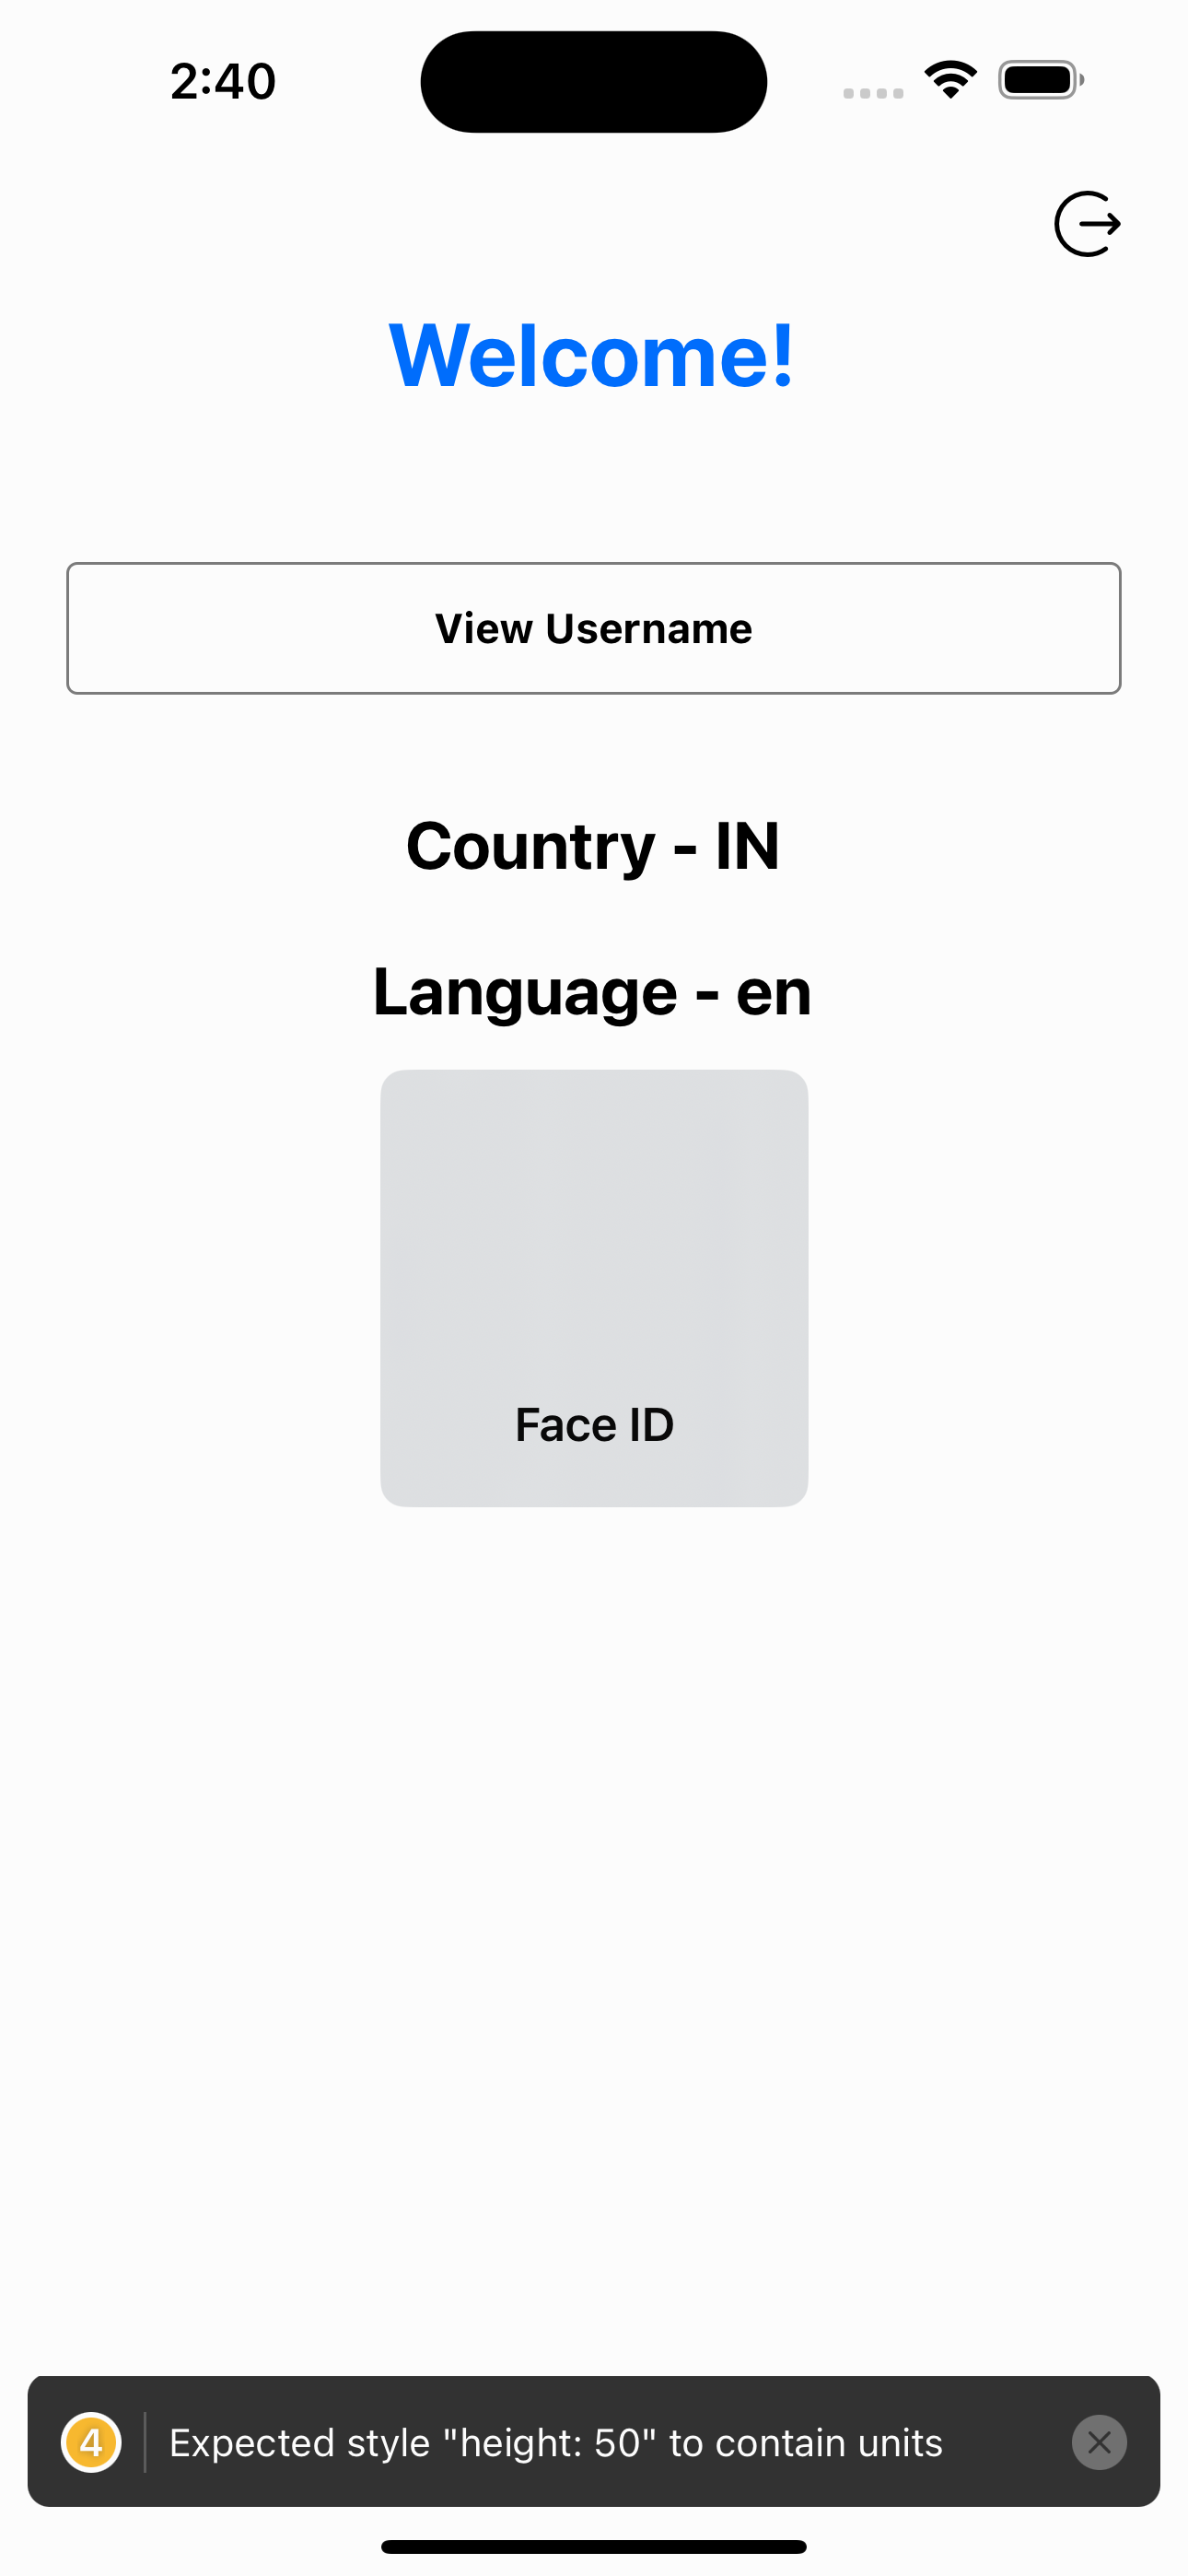 2:40
Welcome!
View Username
Country - IN
Language - en
Face ID
4
Expected style "height: 50" to contain units